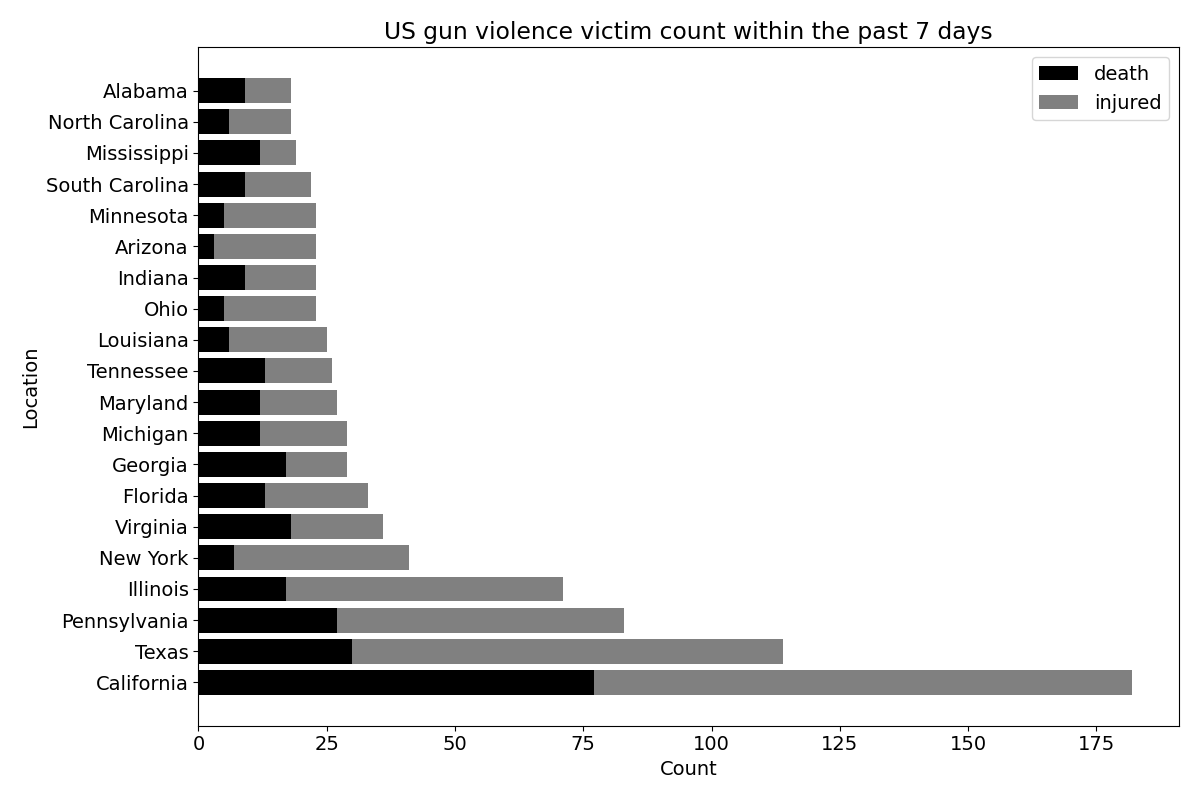 US gun violence victim count within the past 7 days
death
injured
Alabama
North Carolina
Mississippi
South Carolina
Minnesota
Arizona
Indiana
Ohio
Louisiana
Tennessee
Maryland
Michigan
Georgia
Florida
Virginia
New York
Illinois
Pennsylvania
Texas
California
Location
0 25 50 75 100 125 150 175
Count